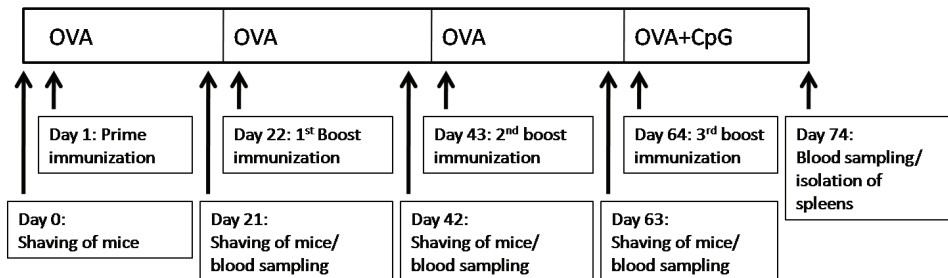 OVA
OVA
OVA
OVA+CpG
Day 1: Prime
immunization
Day 22: 1st Boost
immunization
Day 43: 2nd boost
immunization
Day 64: 3rd boost
immunization
Day 74:
Blood sampling/
isolation of
spleens
Day 0:
Shaving of mice
Day 21:
Shaving of mice/
blood sampling
Day 42:
Shaving of mice/
blood sampling
Day 63:
Shaving of mice/
blood sampling